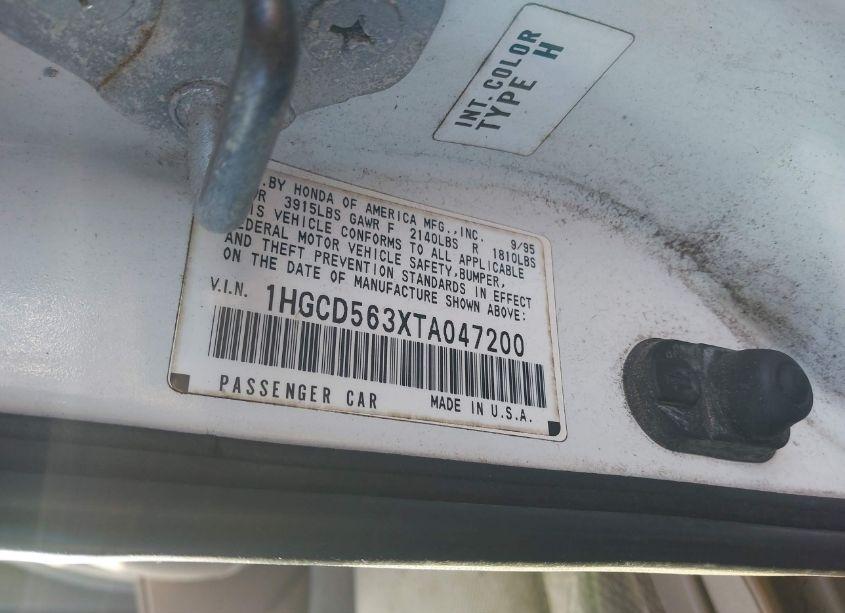 INT. COLOR
TYPE H
.BY HONDA OF AMERICA MFG., INC. 9/95
R 3915LBS GAWR F 2140LBS R 1810LBS
IS VEHICLE CONFORMS TO ALL APPLICABLE
FEDERAL MOTOR VEHICLE SAFETY,BUMPER,
AND THEFT PREVENTION STANDARDS IN EFFECT
ON THE DATE OF MANUFACTURE SHOWN ABOVE:
V.I.N. 1HGCD563XTA047200
PASSENGER CAR MADE IN U.S.A.